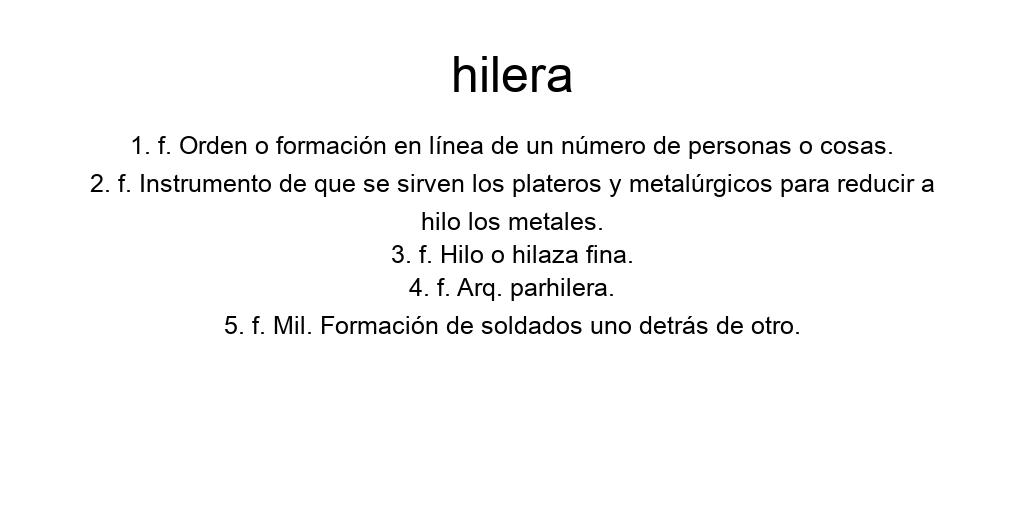 hilera
1. f. Orden o formación en línea de un número de personas o cosas.
2. f. Instrumento de que se sirven los plateros y metalúrgicos para reducir a
hilo los metales.
3. f. Hilo o hilaza fina.
4. f. Arq. parhilera.
5. f. Mil. Formación de soldados uno detrás de otro.